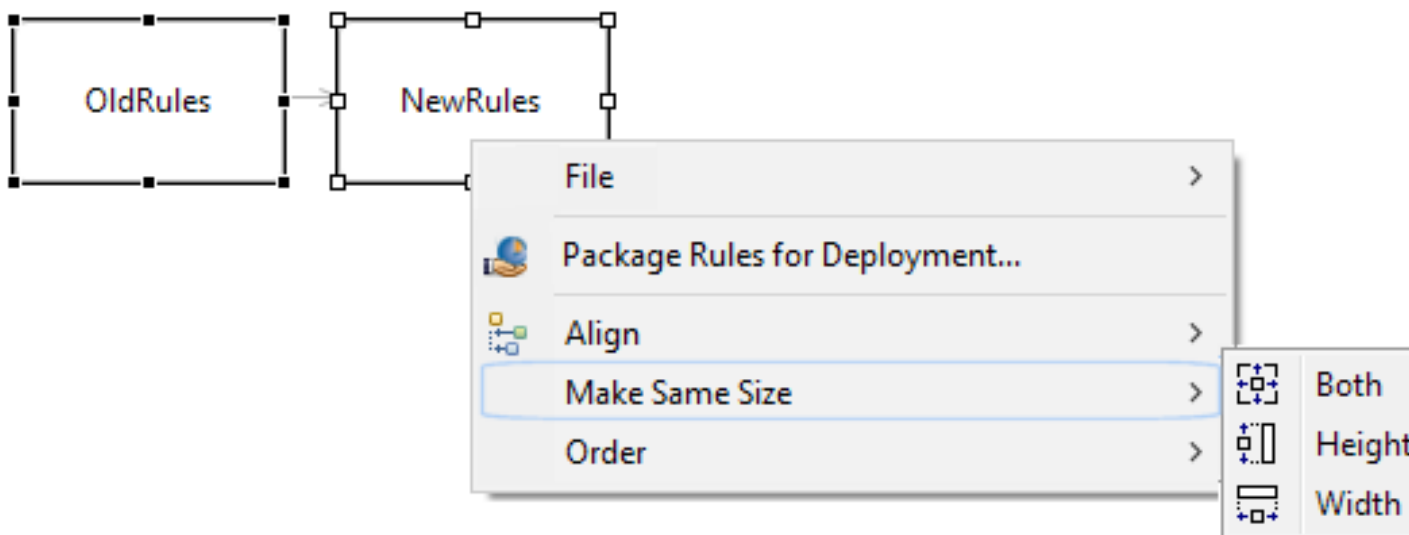 OldRules
NewRules
File
Package Rules for Deployment...
Align
Make Same Size
Order
Both
Height
Width